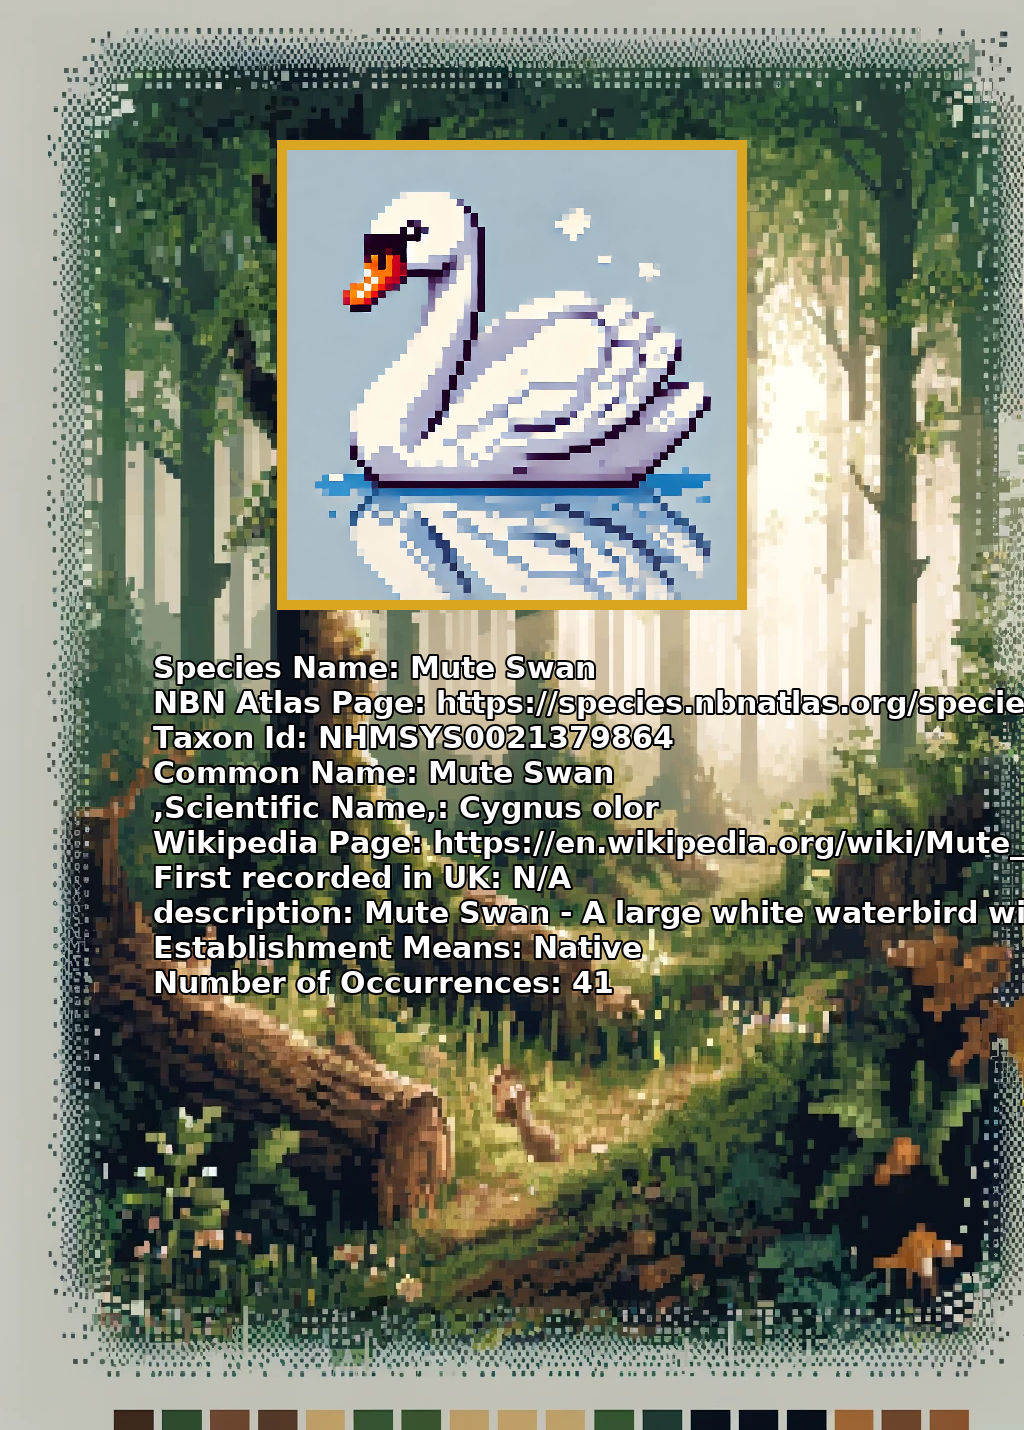 Species Name: Mute Swan
NBN Atlas Page: https://species.nbnatlas.org/specie
Taxon Id: NHMSYS0021379864
Common Name: Mute Swan
,Scientific Name,: Cygnus olor
Wikipedia Page: https://en.wikipedia.org/wiki/Mute_
First recorded in UK: N/A
description: Mute Swan - A large white waterbird wi
Establishment Means: Native
Number of Occurrences: 41